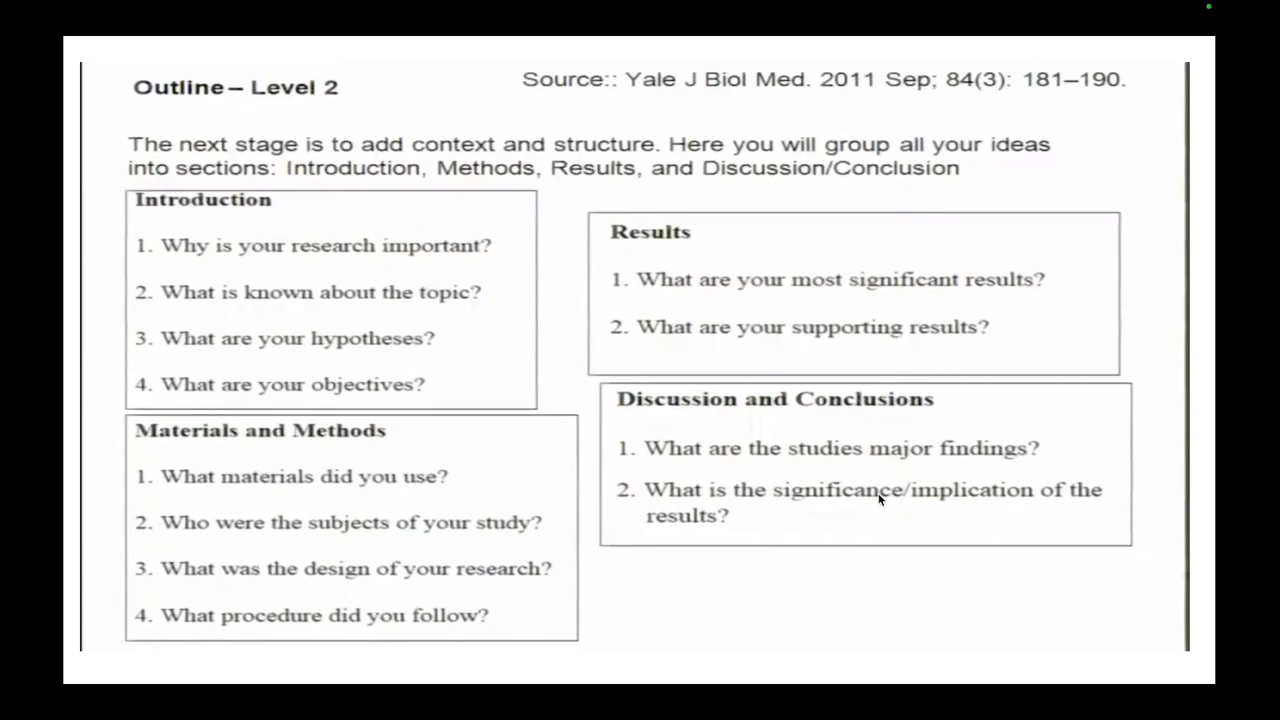 Outline – Level 2
Source:: Yale J Biol Med. 2011 Sep; 84(3): 181–190.
The next stage is to add context and structure. Here you will group all your ideas
into sections: Introduction, Methods, Results, and Discussion/Conclusion
Introduction
1. Why is your research important?
2. What is known about the topic?
3. What are your hypotheses?
4. What are your objectives?
Materials and Methods
1. What materials did you use?
2. Who were the subjects of your study?
3. What was the design of your research?
4. What procedure did you follow?
Results
1. What are your most significant results?
2. What are your supporting results?
Discussion and Conclusions
1. What are the studies major findings?
2. What is the significance/implication of the
results?